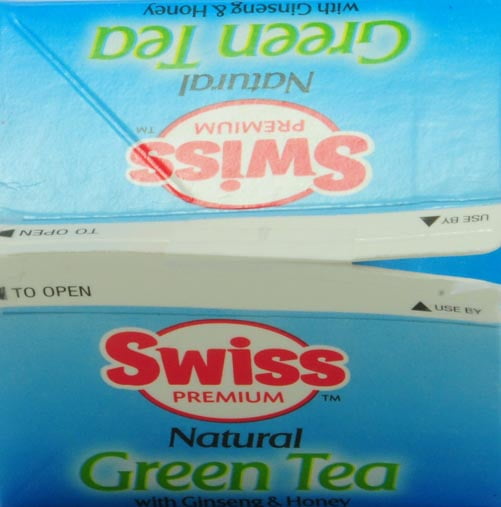 with Ginseng & Honey
Green Tea
Natural
PREMIUM
Swiss
TM
USE BY
TO OPEN
TO OPEN
USE BY
Swiss
PREMIUM
TM
Natural
Green Tea
with Ginseng & Honey